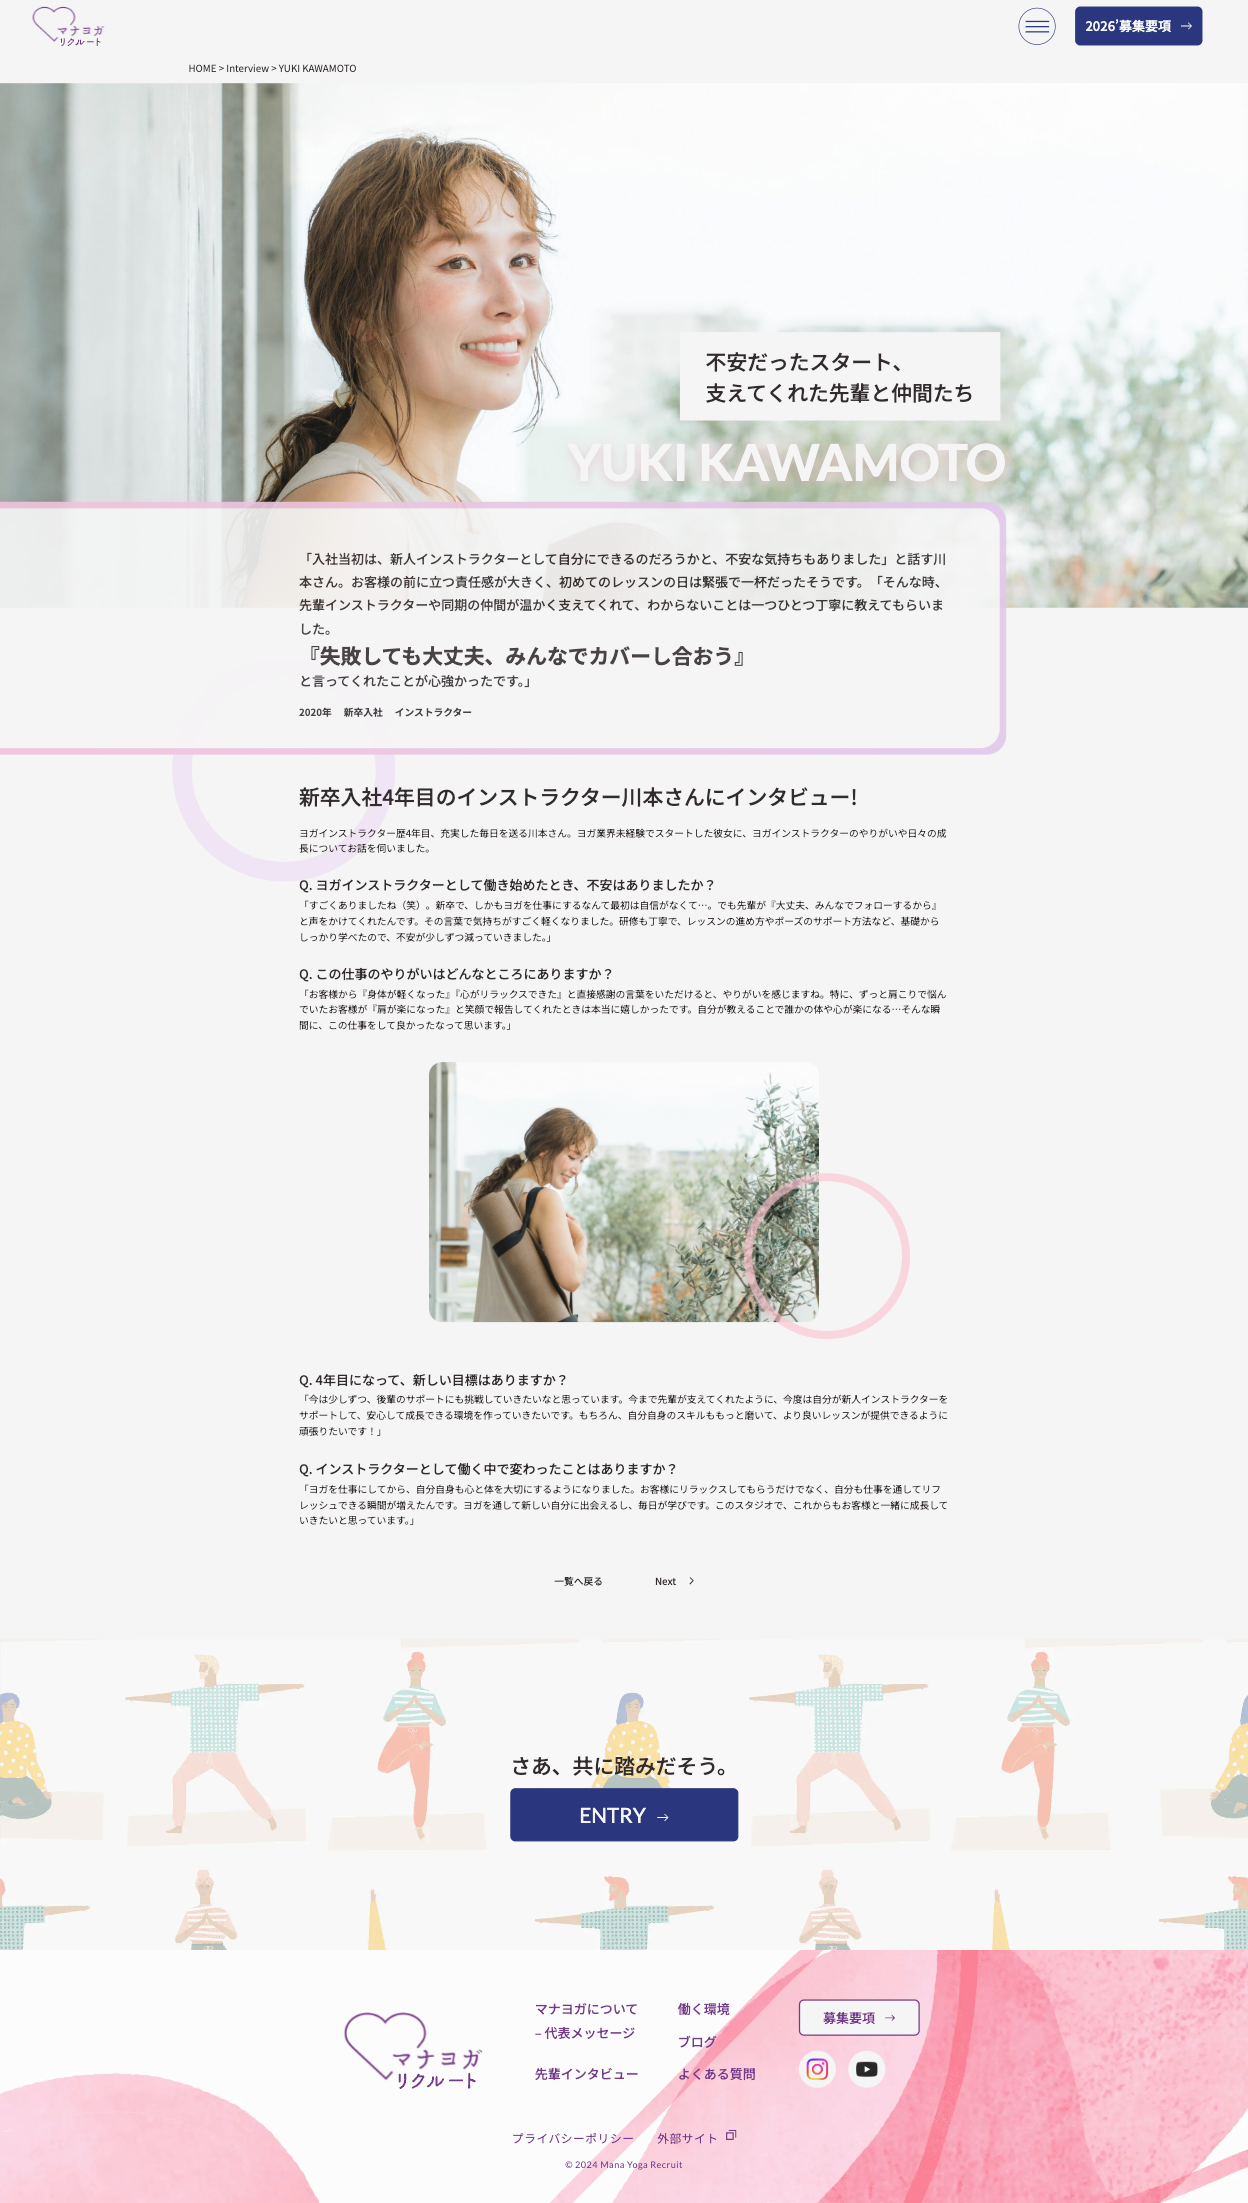 マナヨガ
リクルート
2026’募集要項 →
HOME > Interview > YUKI KAWAMOTO
不安だったスタート、
支えてくれた先輩と仲間たち
YUKI KAWAMOTO
「入社当初は、新人インストラクターとして自分にできるのだろうかと、不安な気持ちもありました」と話す川
本さん。お客様の前に立つ責任感が大きく、初めてのレッスンの日は緊張で一杯だったそうです。「そんな時、
先輩インストラクターや同期の仲間が温かく支えてくれて、わからないことは一つひとつ丁寧に教えてもらいま
した。
『失敗しても大丈夫、みんなでカバーし合おう』
と言ってくれたことが心強かったです。」
2020年 新卒入社 インストラクター
新卒入社4年目のインストラクター川本さんにインタビュー!
ヨガインストラクター歴4年目、充実した毎日を送る川本さん。ヨガ業界未経験でスタートした彼女に、ヨガインストラクターのやりがいや日々の成
長についてお話を伺いました。
Q. ヨガインストラクターとして働き始めたとき、不安はありましたか？
「すごくありましたね（笑）。新卒で、しかもヨガを仕事にするなんて最初は自信がなくて…。でも先輩が『大丈夫、みんなでフォローするから』
と声をかけてくれたんです。その言葉で気持ちがすごく軽くなりました。研修も丁寧で、レッスンの進め方やポーズのサポート方法など、基礎から
しっかり学べたので、不安が少しずつ減っていきました。」
Q. この仕事のやりがいはどんなところにありますか？
「お客様から『身体が軽くなった』『心がリラックスできた』と直接感謝の言葉をいただけると、やりがいを感じますね。特に、ずっと肩こりで悩ん
でいたお客様が『肩が楽になった』と笑顔で報告してくれたときは本当に嬉しかったです。自分が教えることで誰かの体や心が楽になる…そんな瞬
間に、この仕事をして良かったなって思います。」
Q. 4年目になって、新しい目標はありますか？
「今は少しずつ、後輩のサポートにも挑戦していきたいなと思っています。今まで先輩が支えてくれたように、今度は自分が新人インストラクターを
サポートして、安心して成長できる環境を作っていきたいです。もちろん、自分自身のスキルももっと磨いて、より良いレッスンが提供できるように
頑張りたいです！」
Q. インストラクターとして働く中で変わったことはありますか？
「ヨガを仕事にしてから、自分自身も心と体を大切にするようになりました。お客様にリラックスしてもらうだけでなく、自分も仕事を通してリフ
レッシュできる瞬間が増えたんです。ヨガを通して新しい自分に出会えるし、毎日が学びです。このスタジオで、これからもお客様と一緒に成長して
いきたいと思っています。」
一覧へ戻る Next >
さあ、共に踏みだそう。
ENTRY →
マナヨガ
リクルート
マナヨガについて
– 代表メッセージ
先輩インタビュー
働く環境
ブログ
よくある質問
募集要項 →
プライバシーポリシー 外部サイト
© 2024 Mana Yoga Recruit